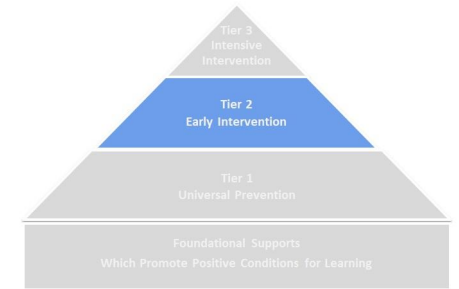 Tier 3
Intensive
Intervention
Tier 2
Early Intervention
Tier 1
Universal Prevention
Foundational Supports
Which Promote Positive Conditions for Learning